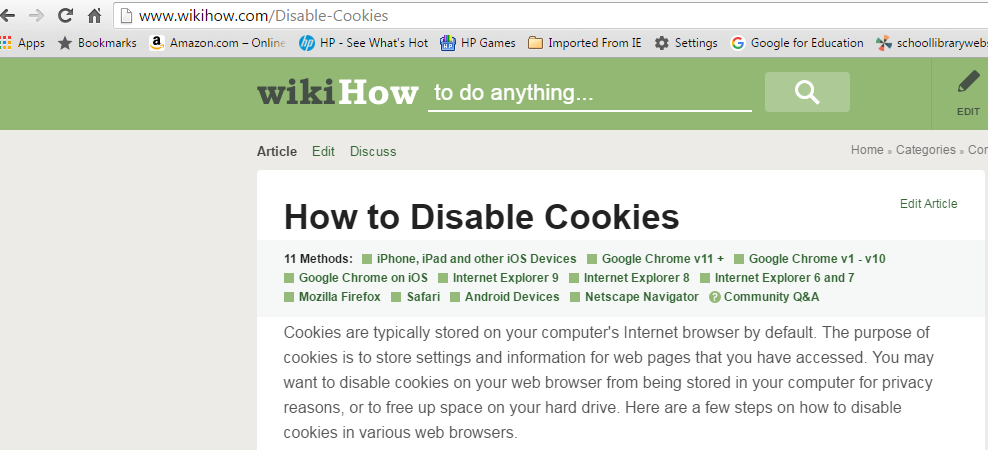 www.wikihow.com/Disable-Cookies
Apps Bookmarks Amazon.com – Online HP - See What's Hot HP Games Imported From IE Settings Google for Education schoollibrarywebs
wikiHow to do anything...
EDIT
Article Edit Discuss Home Categories Con
How to Disable Cookies
Edit Article
11 Methods: iPhone, iPad and other iOS Devices Google Chrome v11 + Google Chrome v1 - v10
Google Chrome on iOS Internet Explorer 9 Internet Explorer 8 Internet Explorer 6 and 7
Mozilla Firefox Safari Android Devices Netscape Navigator ? Community Q&A
Cookies are typically stored on your computer's Internet browser by default. The purpose of
cookies is to store settings and information for web pages that you have accessed. You may
want to disable cookies on your web browser from being stored in your computer for privacy
reasons, or to free up space on your hard drive. Here are a few steps on how to disable
cookies in various web browsers.